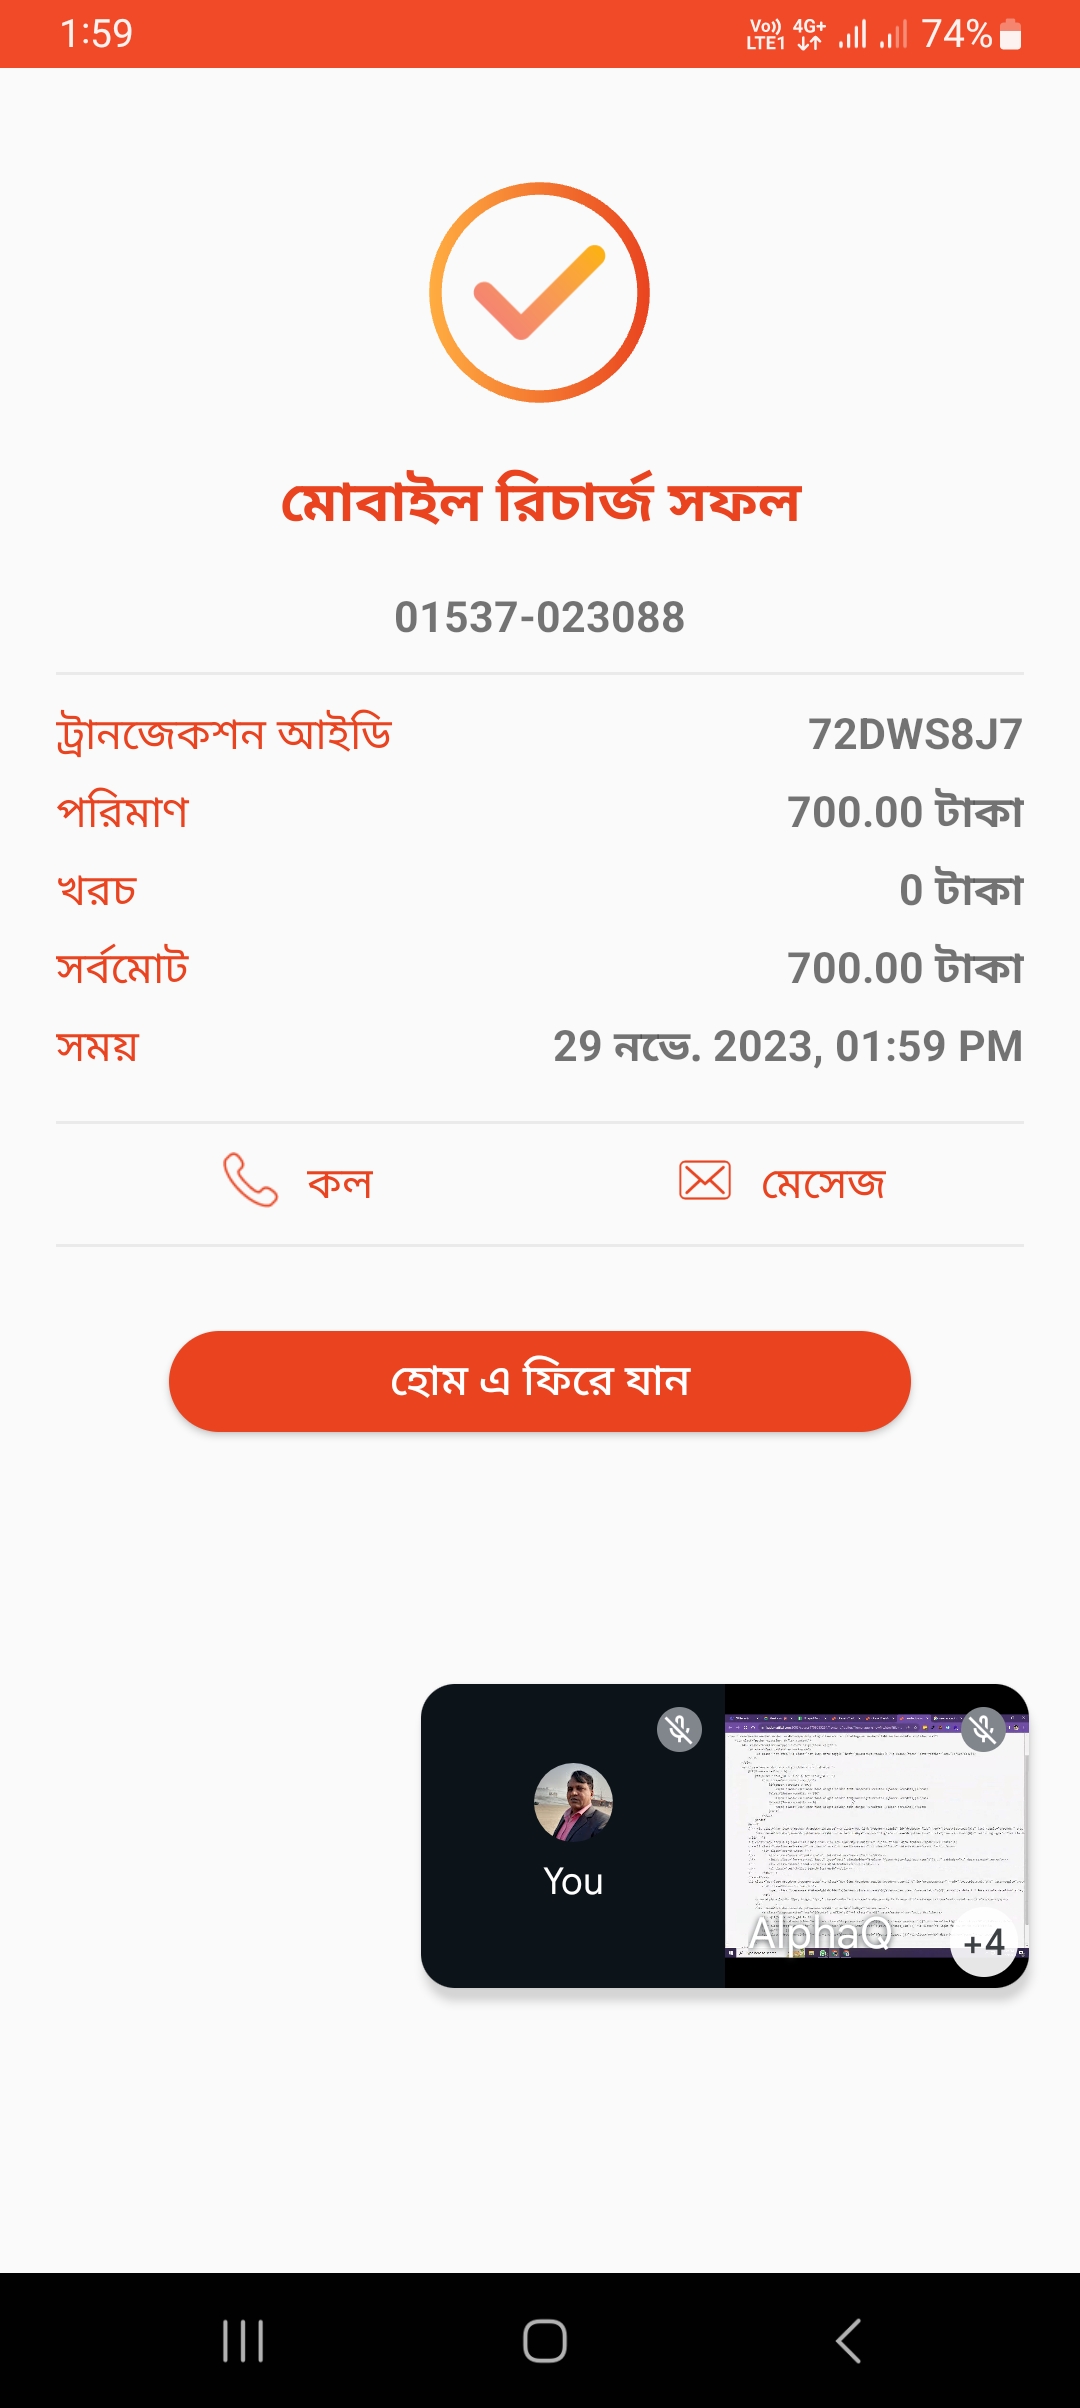 1:59 Vo)) LTE1 4G+ 74%
মোবাইল রিচার্জ সফল
01537-023088
ট্রানজেকশন আইডি 72DWS8J7
পরিমাণ 700.00 টাকা
খরচ 0 টাকা
সর্বমোট 700.00 টাকা
সময় 29 নভে. 2023, 01:59 PM
কল মেসেজ
হোম এ ফিরে যান
You
AlphaQ +4